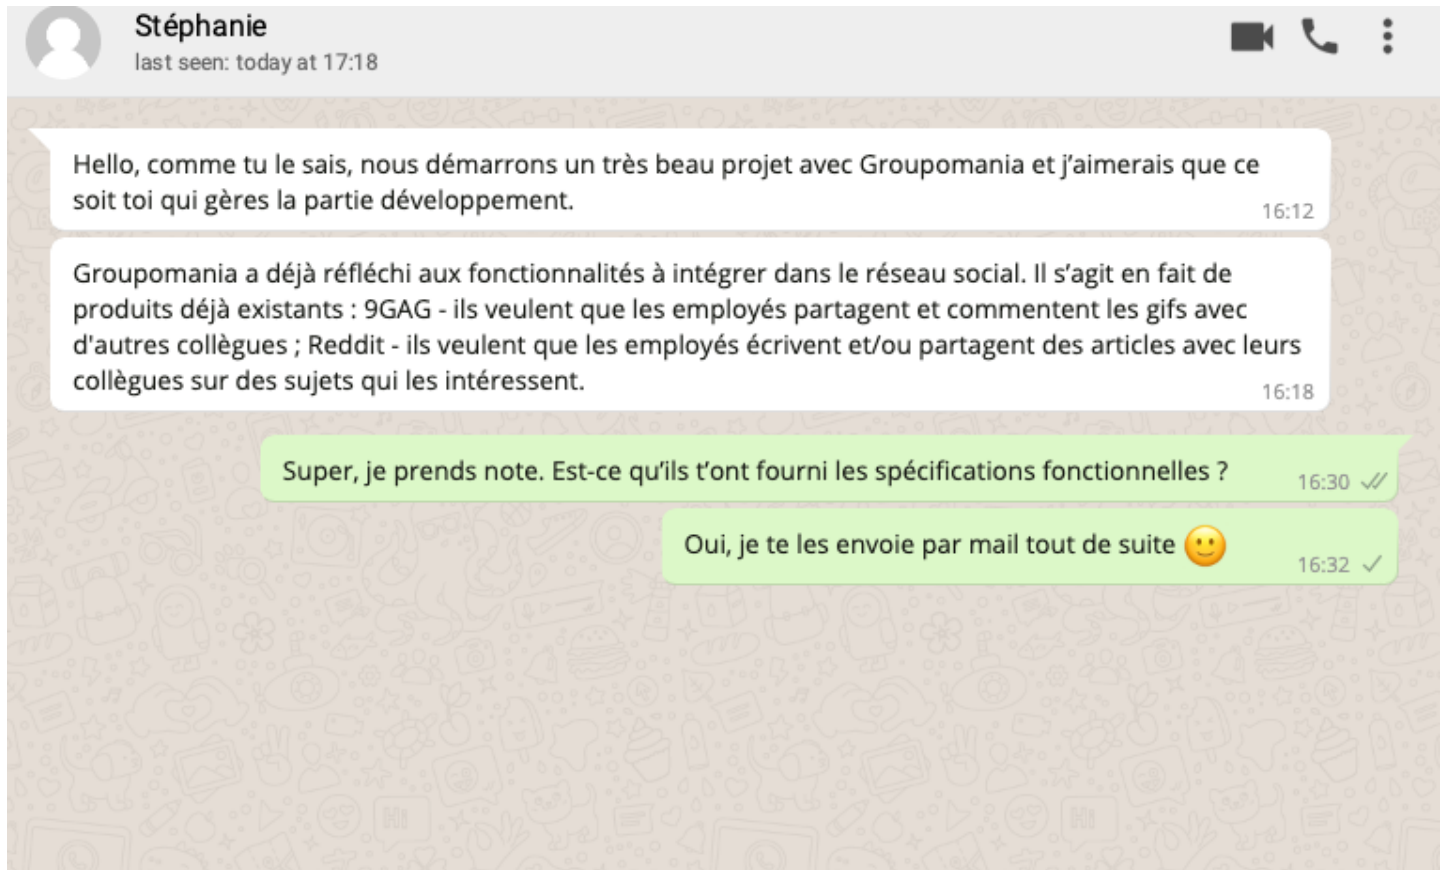 Stéphanie
last seen: today at 17:18
Hello, comme tu le sais, nous démarrons un très beau projet avec Groupomania et j’aimerais que ce
soit toi qui gères la partie développement.
16:12
Groupomania a déjà réfléchi aux fonctionnalités à intégrer dans le réseau social. Il s’agit en fait de
produits déjà existants : 9GAG - ils veulent que les employés partagent et commentent les gifs avec
d'autres collègues ; Reddit - ils veulent que les employés écrivent et/ou partagent des articles avec leurs
collègues sur des sujets qui les intéressent.
16:18
Super, je prends note. Est-ce qu’ils t’ont fourni les spécifications fonctionnelles ?
16:30
Oui, je te les envoie par mail tout de suite 🙂
16:32